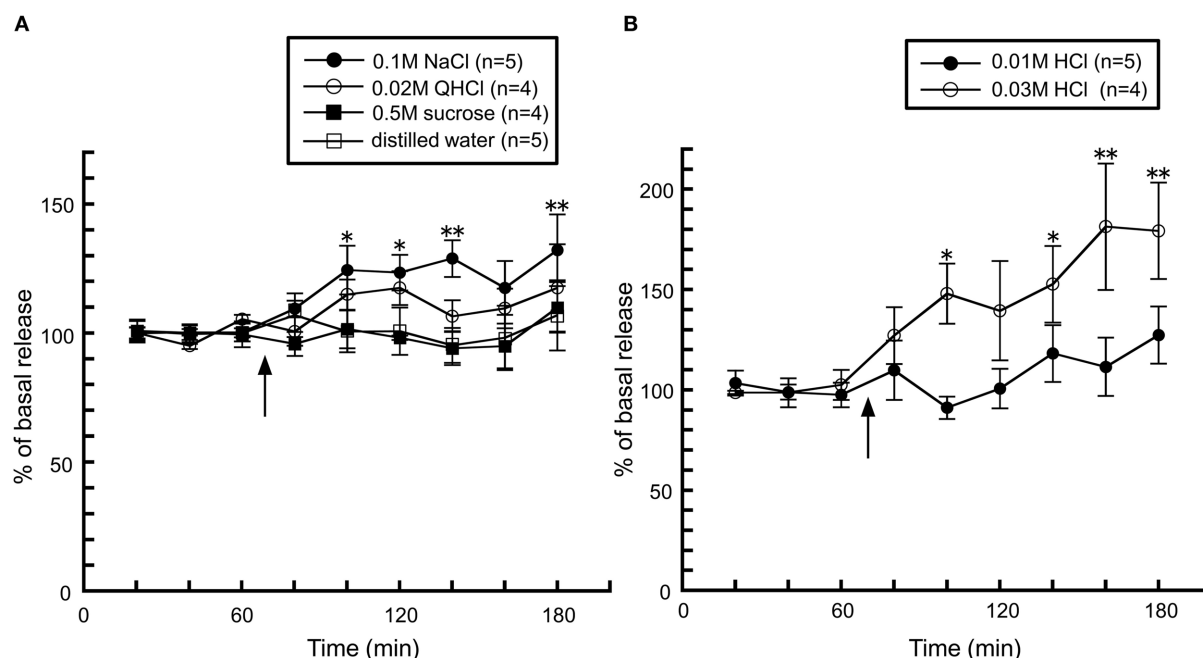 A
0.1M NaCl (n=5)
0.02M QHCl (n=4)
0.5M sucrose (n=4)
distilled water (n=5)
% of basal release
150
100
50
0
* * ** **
0 60 120 180
Time (min)
B
0.01M HCl (n=5)
0.03M HCl (n=4)
% of basal release
200
150
100
50
0
* * ** **
0 60 120 180
Time (min)